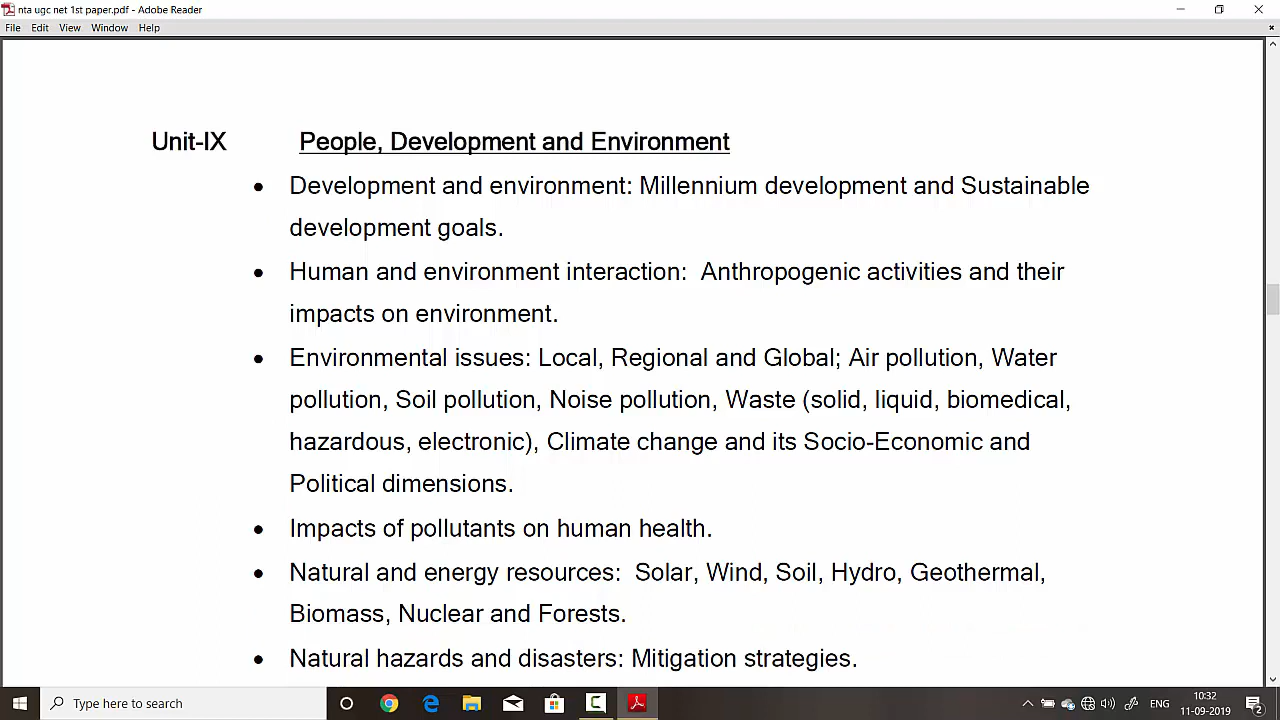 nta ugc net 1st paper.pdf - Adobe Reader
File Edit View Window Help
Unit-IX People, Development and Environment
• Development and environment: Millennium development and Sustainable
development goals.
• Human and environment interaction: Anthropogenic activities and their
impacts on environment.
• Environmental issues: Local, Regional and Global; Air pollution, Water
pollution, Soil pollution, Noise pollution, Waste (solid, liquid, biomedical,
hazardous, electronic), Climate change and its Socio-Economic and
Political dimensions.
• Impacts of pollutants on human health.
• Natural and energy resources: Solar, Wind, Soil, Hydro, Geothermal,
Biomass, Nuclear and Forests.
• Natural hazards and disasters: Mitigation strategies.
Type here to search
ENG
10:32
11-09-2019
2